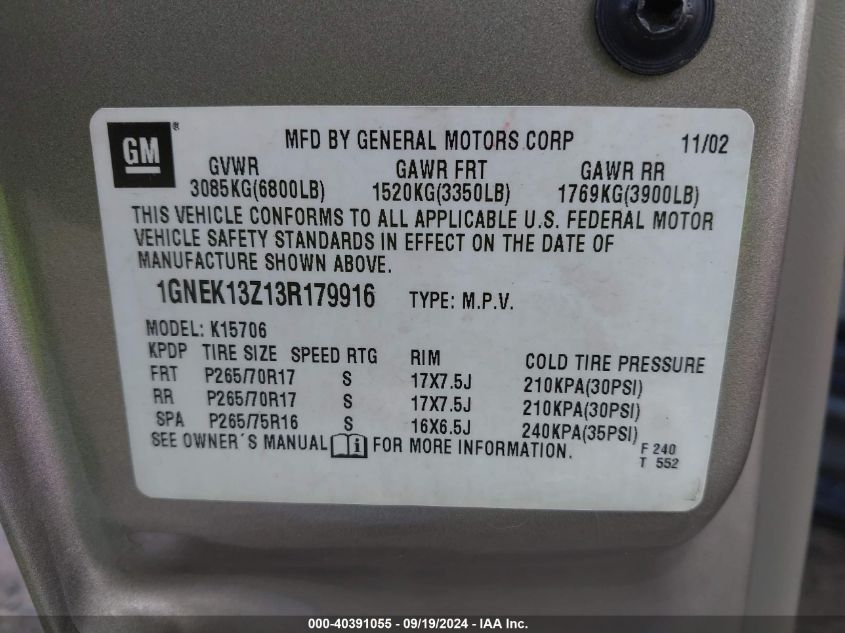 GM ®
MFD BY GENERAL MOTORS CORP 11/02
GVWR GAWR FRT GAWR RR
3085KG(6800LB) 1520KG(3350LB) 1769KG(3900LB)
THIS VEHICLE CONFORMS TO ALL APPLICABLE U.S. FEDERAL MOTOR
VEHICLE SAFETY STANDARDS IN EFFECT ON THE DATE OF
MANUFACTURE SHOWN ABOVE.
1GNEK13Z13R179916 TYPE: M.P.V.
MODEL: K15706
KPDP TIRE SIZE SPEED RTG RIM COLD TIRE PRESSURE
FRT P265/70R17 S 17X7.5J 210KPA(30PSI)
RR P265/70R17 S 17X7.5J 210KPA(30PSI)
SPA P265/75R16 S 16X6.5J 240KPA(35PSI)
SEE OWNER´S MANUAL FOR MORE INFORMATION.
F 240
T 552
000-40391055 - 09/19/2024 - IAA Inc.